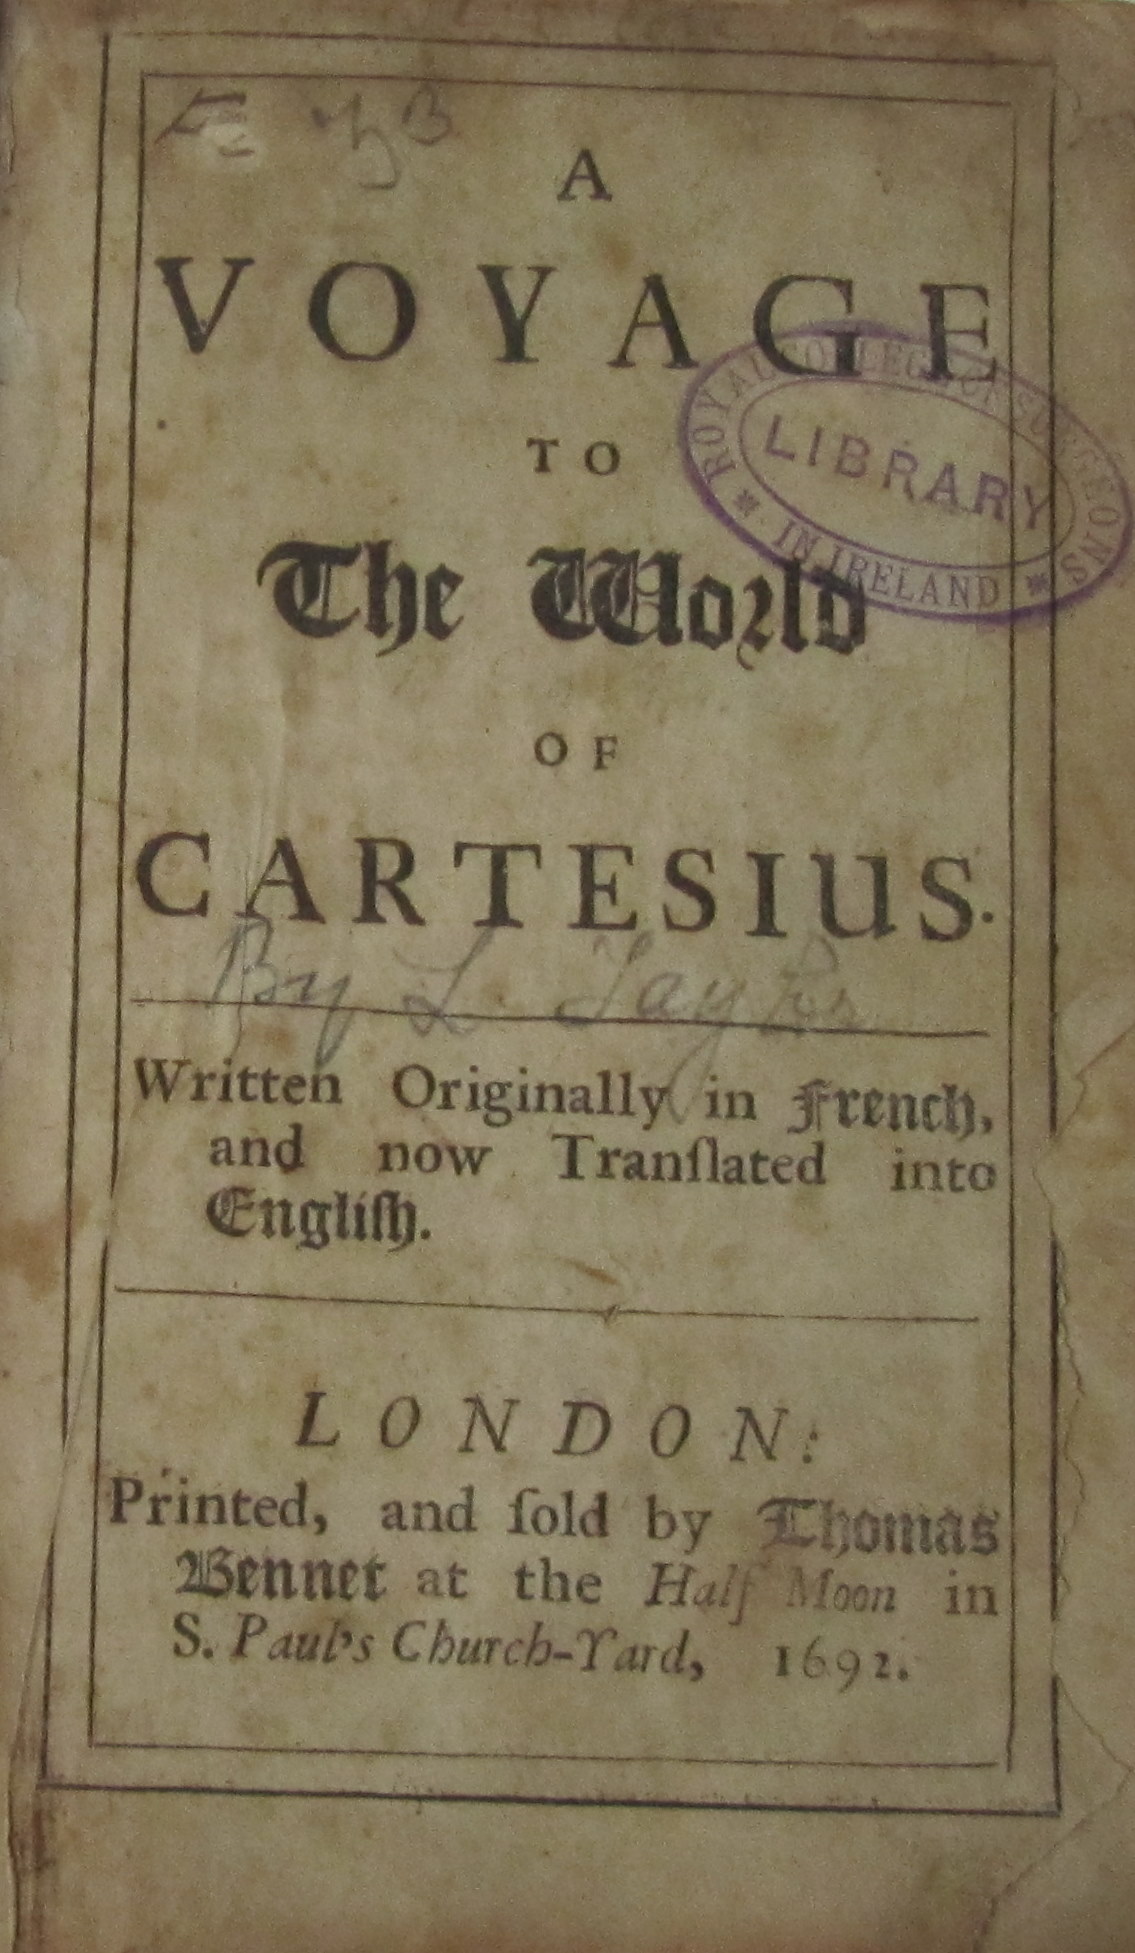 A
VOYAGE
TO
The World
OF
CARTESIUS.
By L Taylor
Written Originally in French,
and now Tranſlated into
Engliſh.
LONDON:
Printed, and ſold by Thomas
Bennet at the Half Moon in
S. Paul's Church-Yard, 1692.
ROYAL COLLEGE OF SURGEONS
LIBRARY
* IN IRELAND *